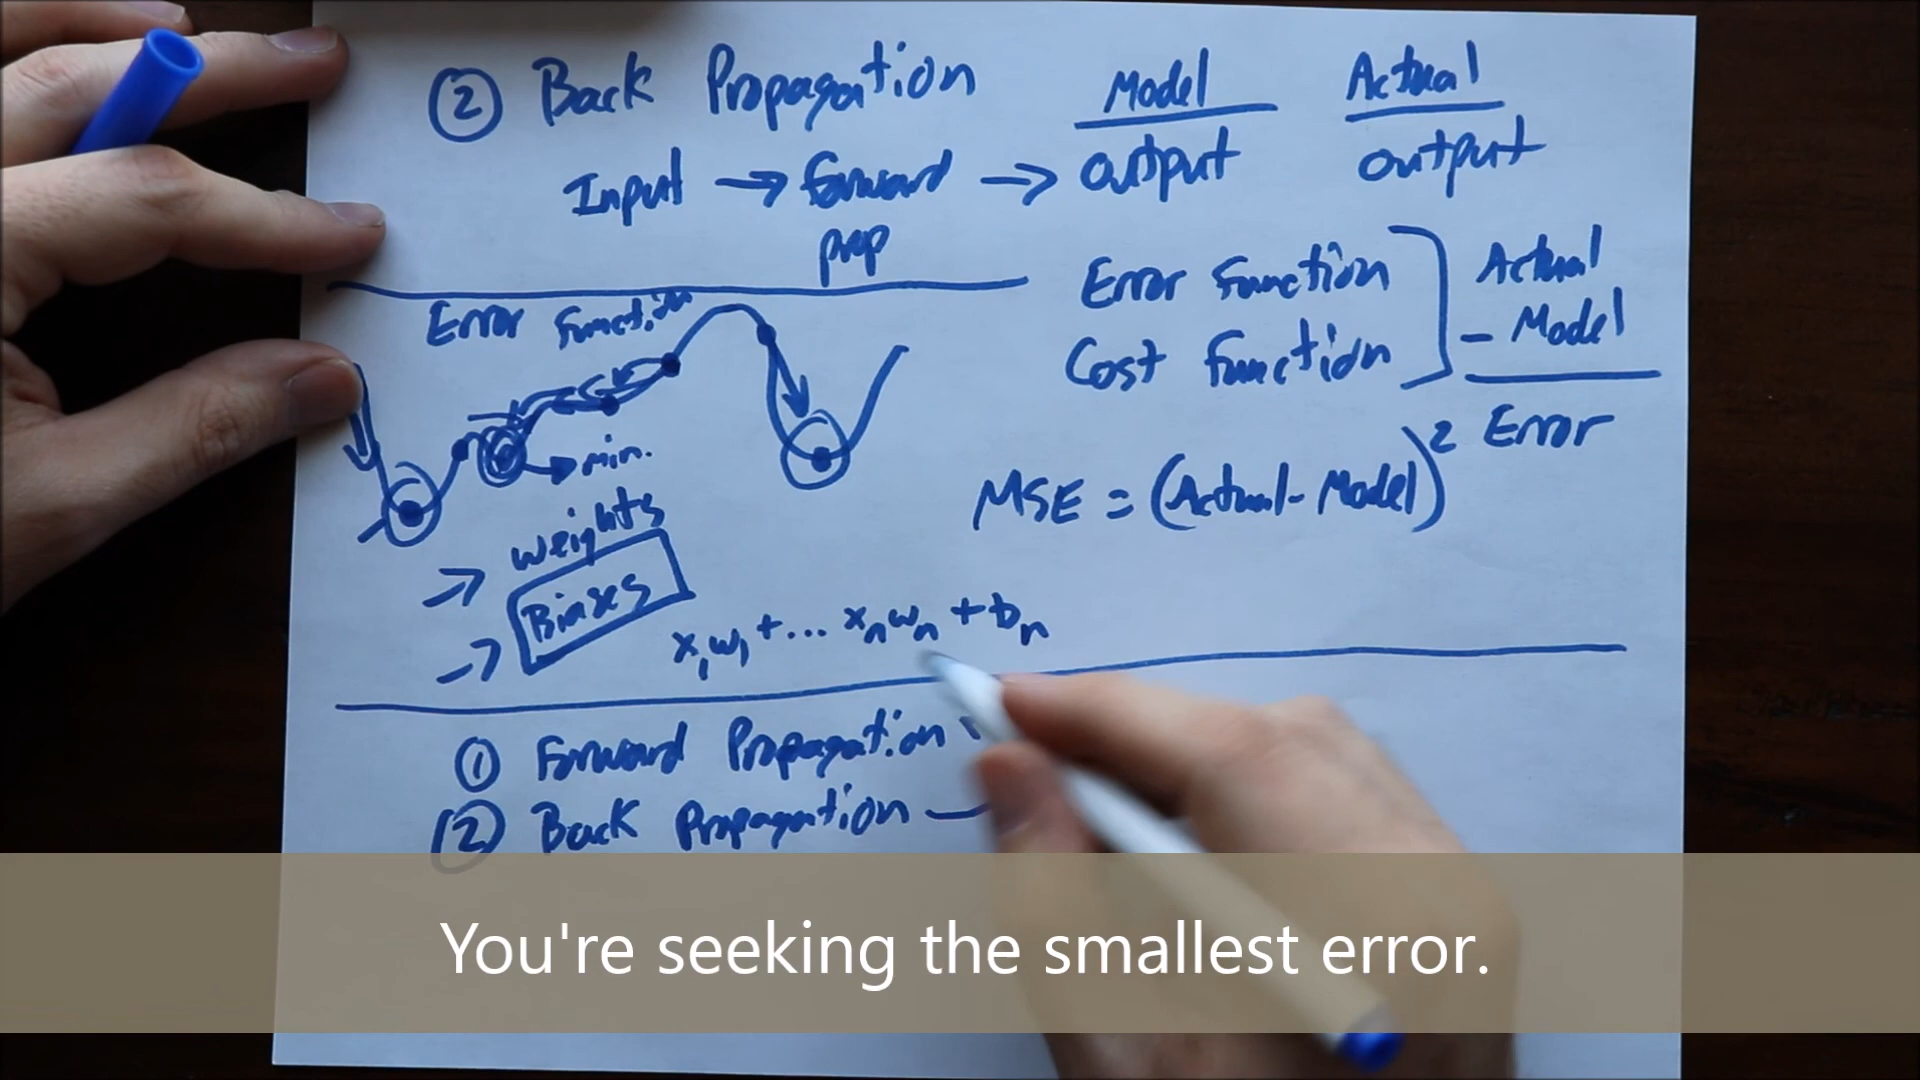 ② Back Propagation
Model
output
Actual
output
Input → forward → 
prop
Error Function
Cost Function
Actual
- Model
Error
MSE = (Actual - Model)²
Error Function
min.
→ weights
→ Biases
x₁w₁ + ... xₙwₙ + bₙ
① Forward Propagation
② Back Propagation
You're seeking the smallest error.